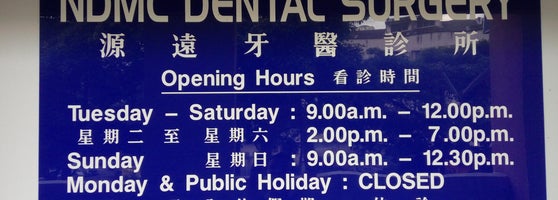 NDMC DENTAL SURGERY
源遠牙醫診所
Opening Hours 看診時間
Tuesday – Saturday : 9.00a.m. – 12.00p.m.
星期二至 星期六 2.00p.m. – 7.00p.m.
Sunday 星期日 : 9.00a.m. – 12.30p.m.
Monday & Public Holiday : CLOSED